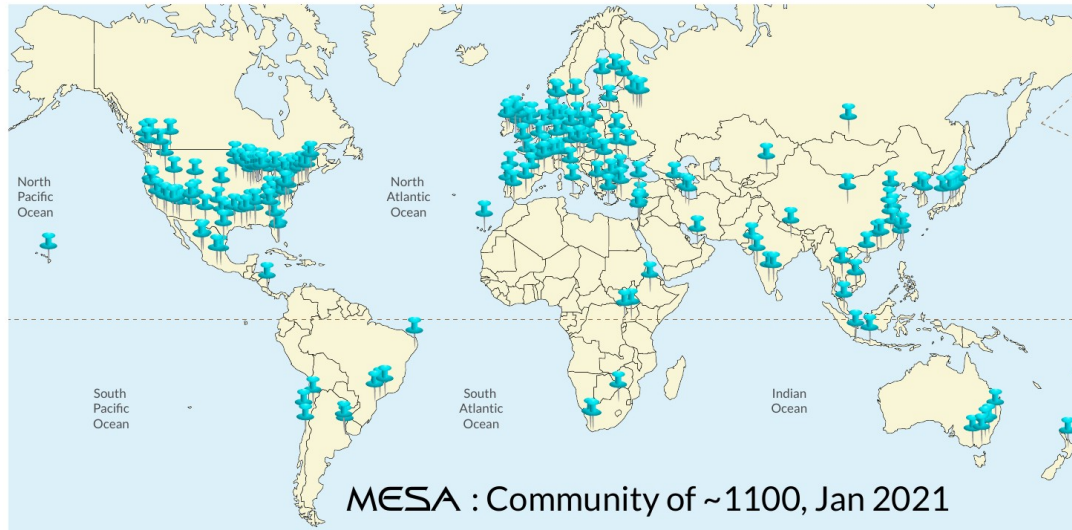 North
Pacific
Ocean
North
Atlantic
Ocean
South
Pacific
Ocean
South
Atlantic
Ocean
Indian
Ocean
MESA : Community of ~1100, Jan 2021